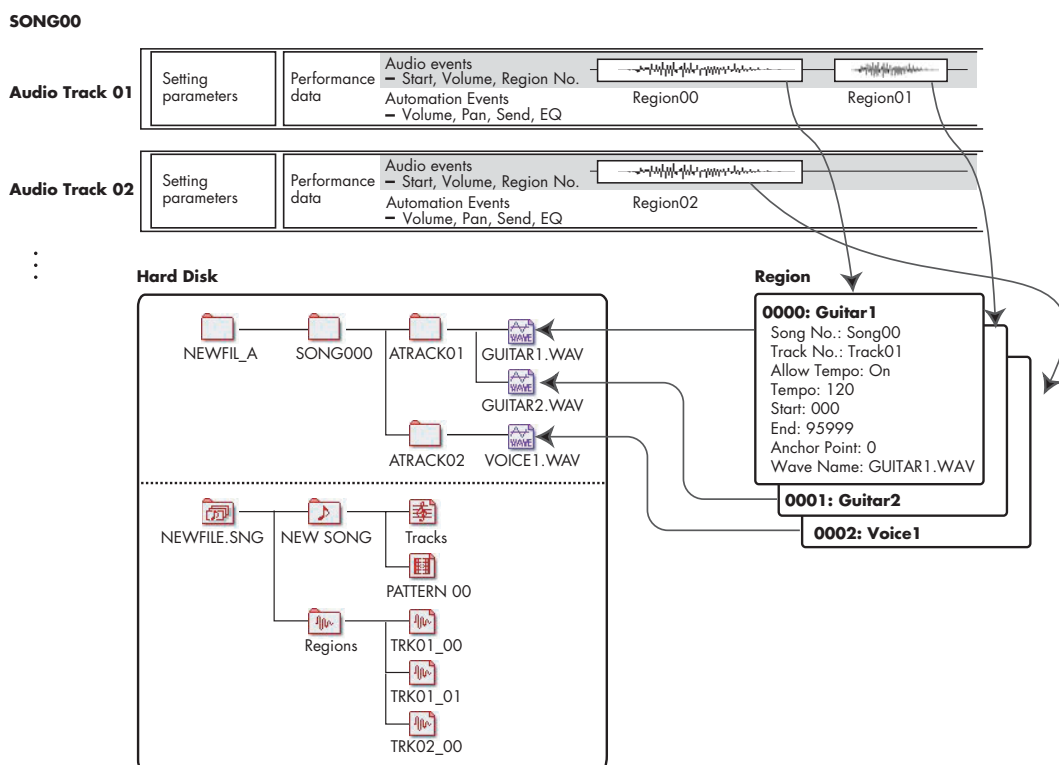 SONG00
Audio Track 01
Setting
parameters
Performance
data
Audio events
– Start, Volume, Region No.
Automation Events
– Volume, Pan, Send, EQ
Region00
Region01
Audio Track 02
Setting
parameters
Performance
data
Audio events
– Start, Volume, Region No.
Automation Events
– Volume, Pan, Send, EQ
Region02
Hard Disk
NEWFIL_A
SONG000
ATRACK01
WAVE
GUITAR1.WAV
WAVE
GUITAR2.WAV
ATRACK02
WAVE
VOICE1.WAV
NEWFILE.SNG
NEW SONG
Tracks
PATTERN 00
Regions
TRK01_00
TRK01_01
TRK02_00
Region
0000: Guitar1
Song No.: Song00
Track No.: Track01
Allow Tempo: On
Tempo: 120
Start: 000
End: 95999
Anchor Point: 0
Wave Name: GUITAR1.WAV
0001: Guitar2
0002: Voice1